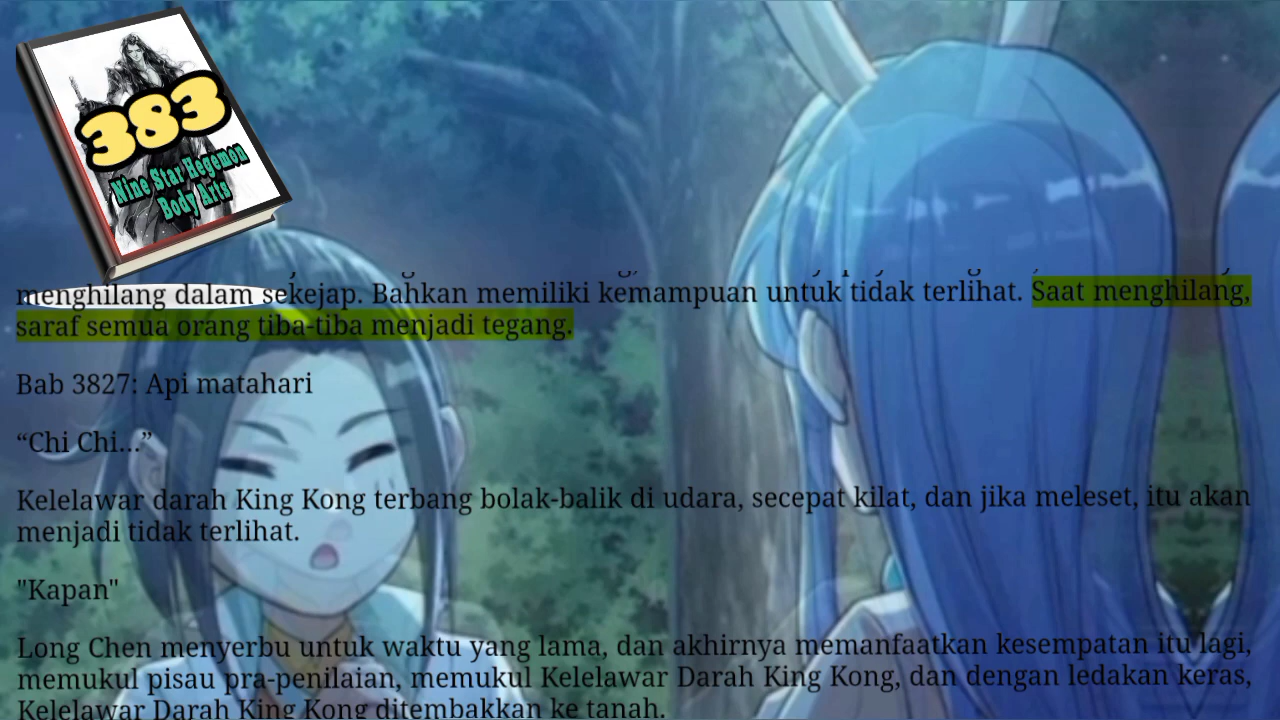 383
Nine Star Hegemon
Body Arts
menghilang dalam sekejap. Bahkan memiliki kemampuan untuk tidak terlihat. Saat menghilang,
saraf semua orang tiba-tiba menjadi tegang.
Bab 3827: Api matahari
“Chi Chi…”
Kelelawar darah King Kong terbang bolak-balik di udara, secepat kilat, dan jika meleset, itu akan
menjadi tidak terlihat.
"Kapan"
Long Chen menyerbu untuk waktu yang lama, dan akhirnya memanfaatkan kesempatan itu lagi,
memukul pisau pra-penilaian, memukul Kelelawar Darah King Kong, dan dengan ledakan keras,
Kelelawar Darah King Kong ditembakkan ke tanah.